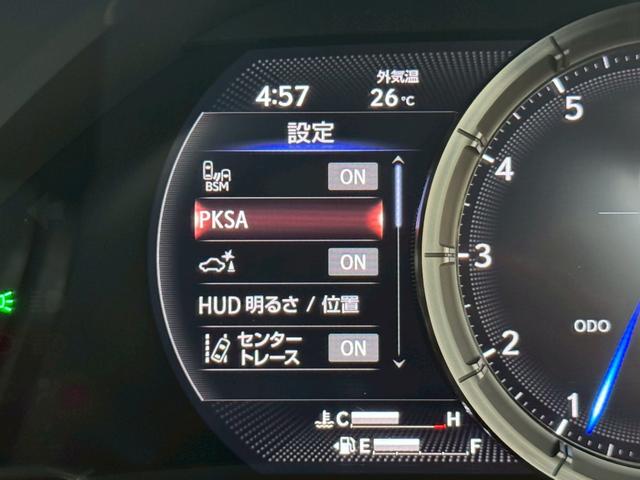 外気温
4:57 26℃
設定
BSM ON
PKSA
ON
HUD 明るさ / 位置
センター
トレース ON
C H
E F
5
4
3
2
1
ODO